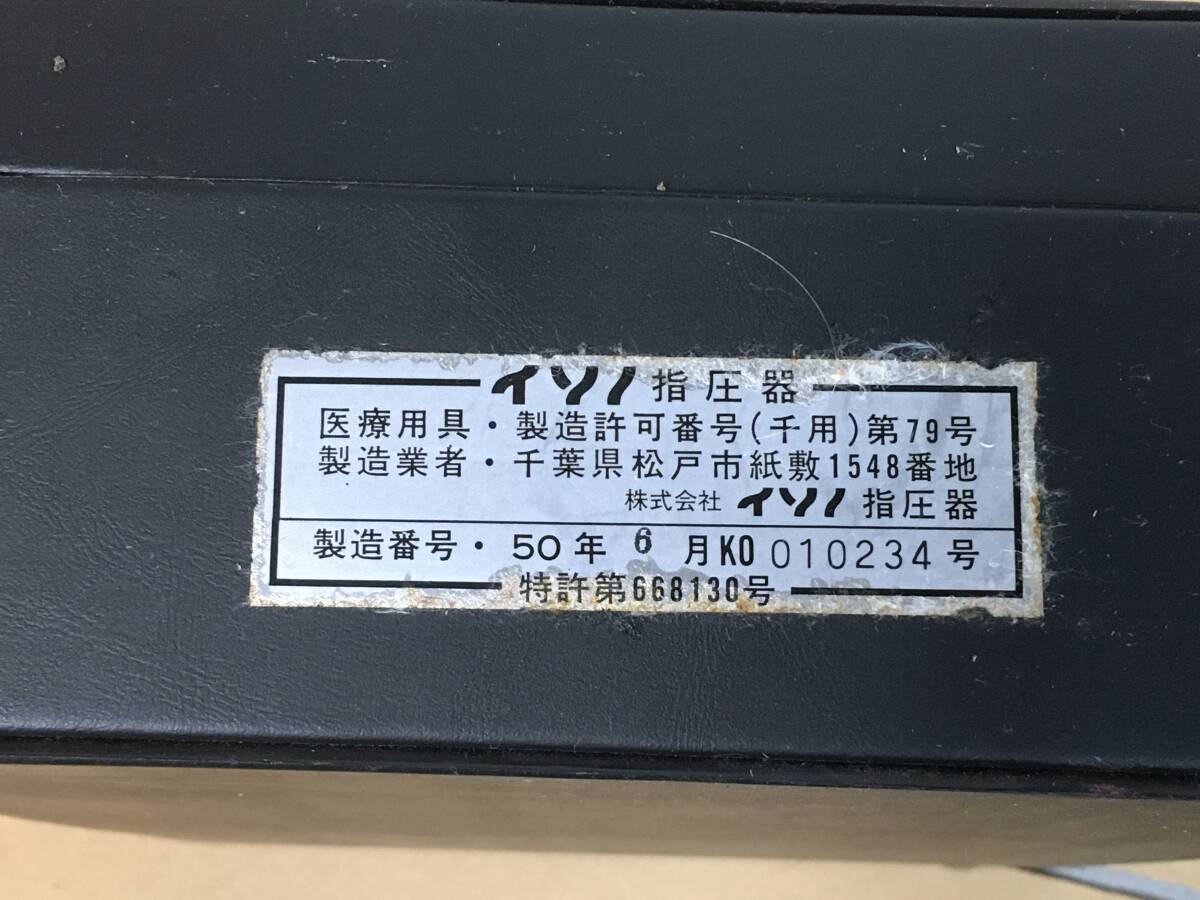 イソノ指圧器
医療用具・製造許可番号(千用)第79号
製造業者・千葉県松戸市紙敷1548番地
株式会社 イソノ指圧器
製造番号・50年6月KO010234号
特許第668130号